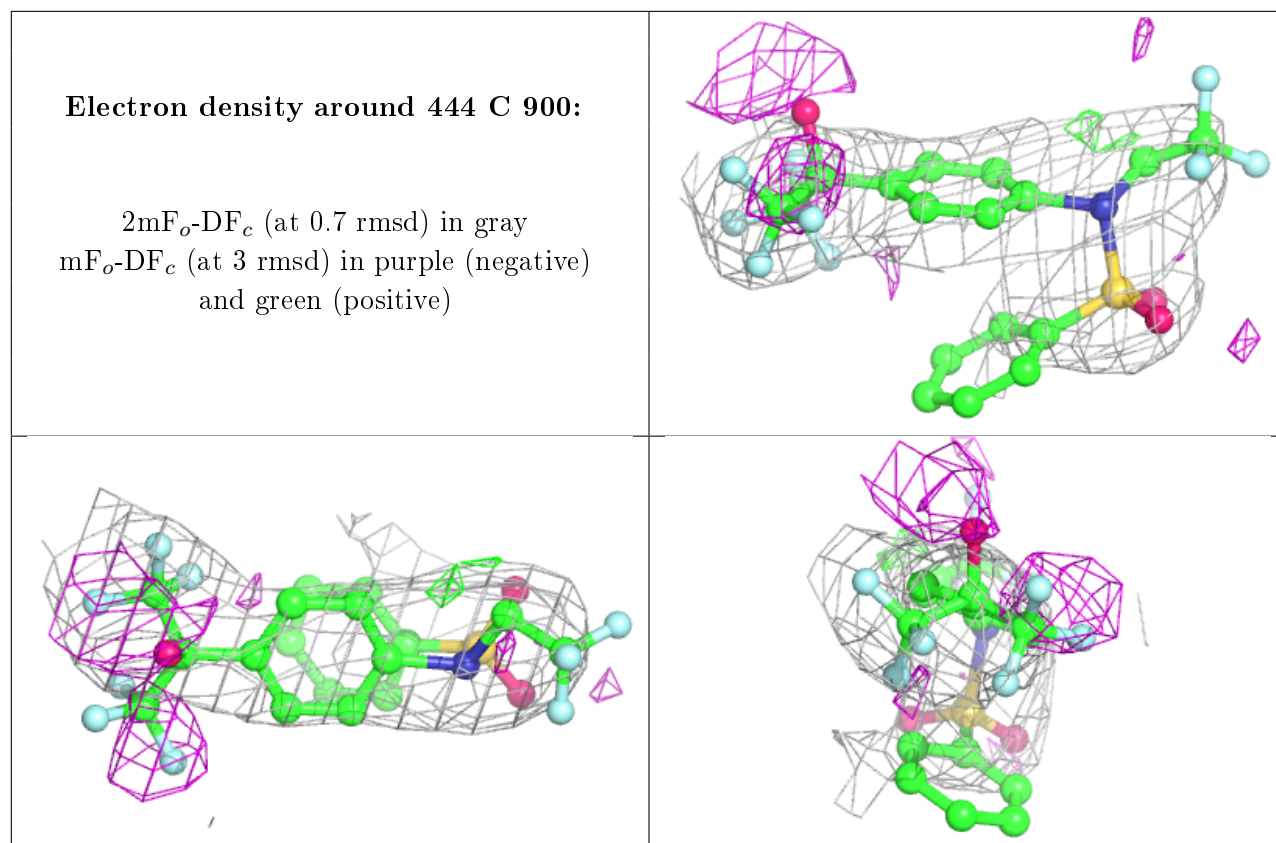 Electron density around 444 C 900:
2mFo-DFc (at 0.7 rmsd) in gray
mFo-DFc (at 3 rmsd) in purple (negative)
and green (positive)